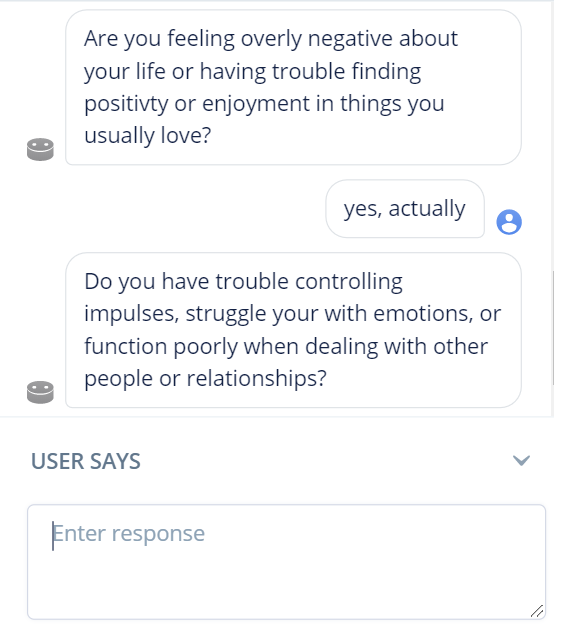 Are you feeling overly negative about
your life or having trouble finding
positivty or enjoyment in things you
usually love?
yes, actually
Do you have trouble controlling
impulses, struggle your with emotions, or
function poorly when dealing with other
people or relationships?
USER SAYS
Enter response